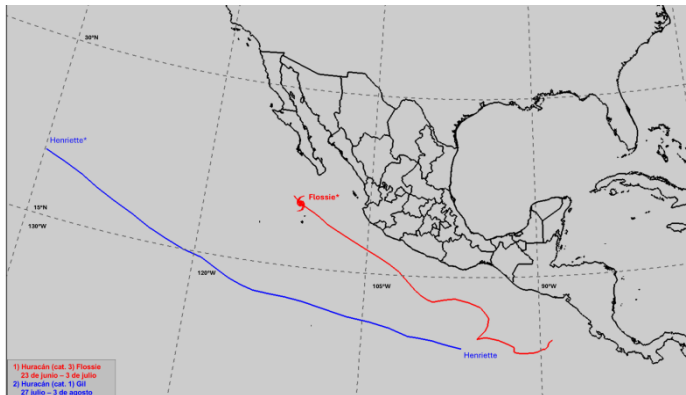 30°N
Henriette*
Flossie*
15°N
130°W
120°W
105°W
90°W
Henriette
1) Huracán (cat. 3) Flossie
23 de junio – 3 de julio
2) Huracán (cat. 1) Gil
27 julio – 3 de agosto